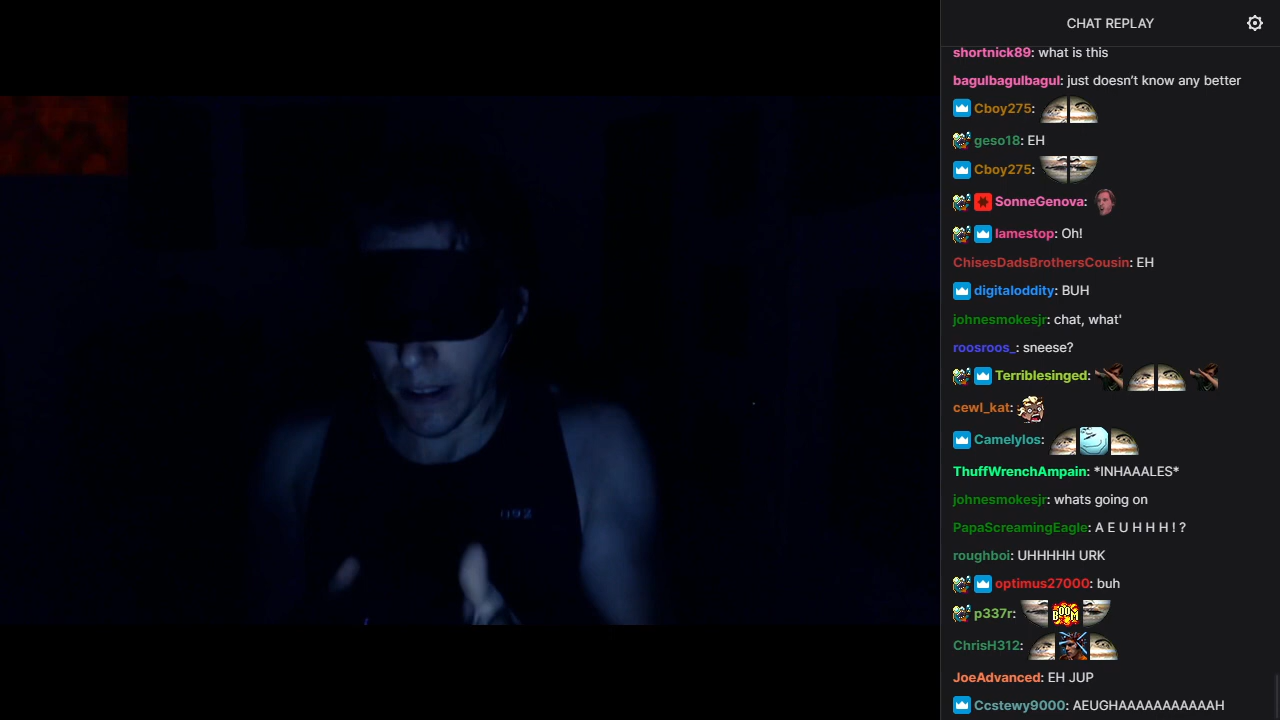 CHAT REPLAY
shortnick89: what is this
bagulbagulbagul: just doesn't know any better
Cboy275:
geso18: EH
Cboy275:
SonneGenova:
lamestop: Oh!
ChisesDadsBrothersCousin: EH
digitaloddity: BUH
johnesmokesjr: chat, what'
roosroos_: sneese?
Terriblesinged:
cewl_kat:
Camelylos:
ThuffWrenchAmpain: *INHAAALES*
johnesmokesjr: whats going on
PapaScreamingEagle: A E U H H H ! ?
roughboi: UHHHHH URK
optimus27000: buh
p337r: BOOM
ChrisH312:
JoeAdvanced: EH JUP
Ccstewy9000: AEUGHAAAAAAAAAAAH